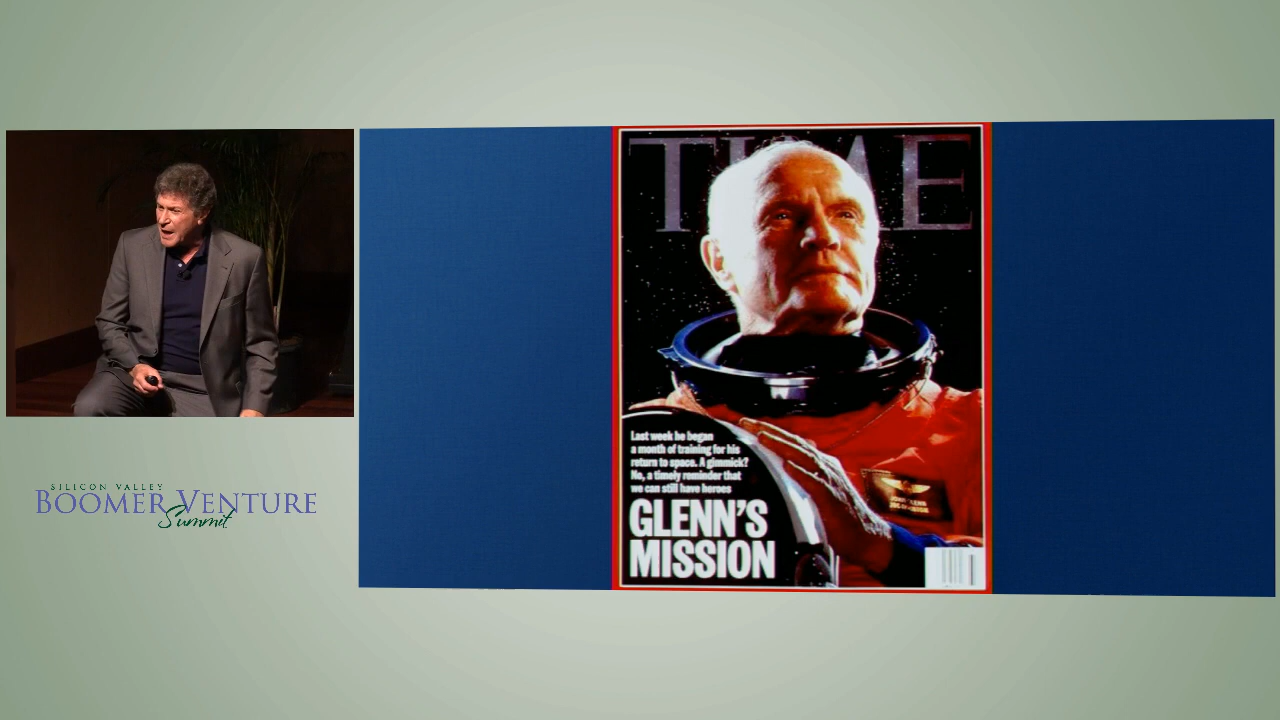 SILICON VALLEY
BOOMER VENTURE
Summit
TIME
Last week he began
a month of training for his
return to space. A gimmick?
No, a timely reminder that
we can still have heroes
GLENN'S
MISSION